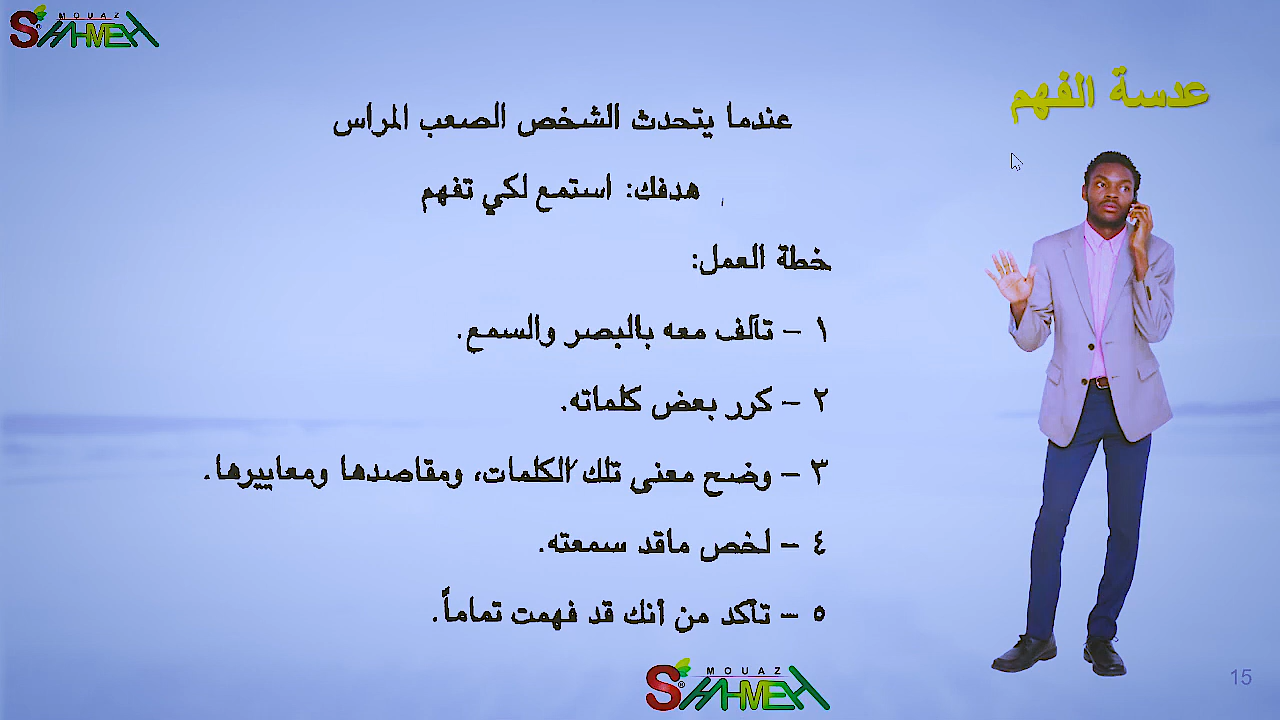 MOUAZ
SHAHMEH
عدسة الفهم
عندما يتحدث الشخص الصعب المراس
هدفك: استمع لكي تفهم
خطة العمل:
١ – تآلف معه بالبصر والسمع.
٢ – كرر بعض كلماته.
٣ – وضح معنى تلك الكلمات، ومقاصدها ومعاييرها.
٤ – لخص ماقد سمعته.
٥ – تأكد من أنك قد فهمت تماماً.
MOUAZ
SHAHMEH
15